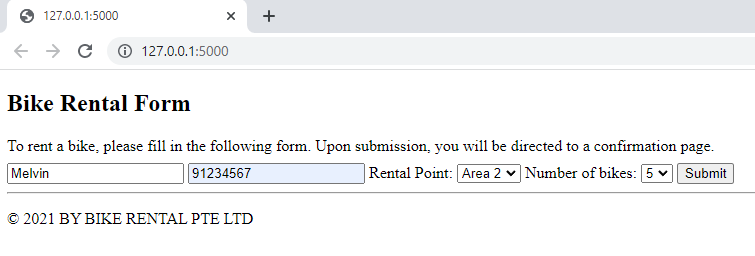 127.0.0.1:5000
127.0.0.1:5000
Bike Rental Form
To rent a bike, please fill in the following form. Upon submission, you will be directed to a confirmation page.
Melvin 91234567 Rental Point: Area 2 Number of bikes: 5 Submit
© 2021 BY BIKE RENTAL PTE LTD